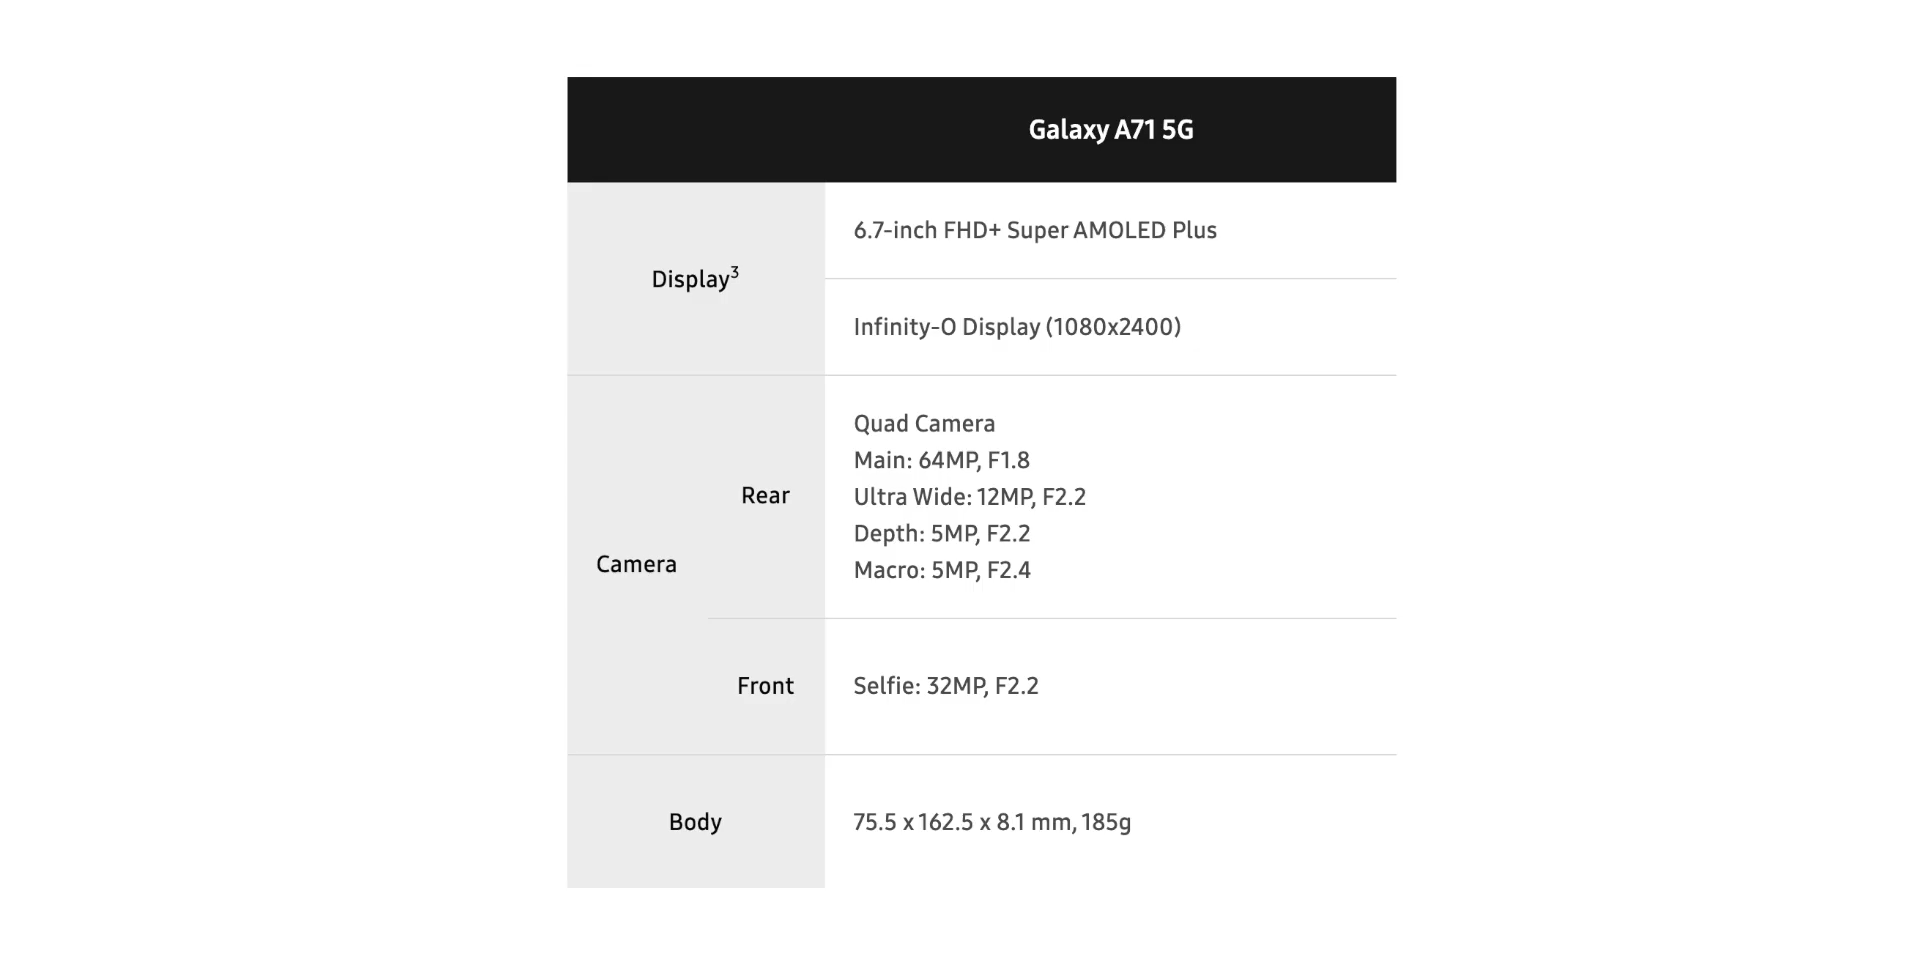 Galaxy A71 5G
Display3
6.7-inch FHD+ Super AMOLED Plus
Infinity-O Display (1080x2400)
Camera
Rear
Quad Camera
Main: 64MP, F1.8
Ultra Wide: 12MP, F2.2
Depth: 5MP, F2.2
Macro: 5MP, F2.4
Front
Selfie: 32MP, F2.2
Body
75.5 x 162.5 x 8.1 mm, 185g